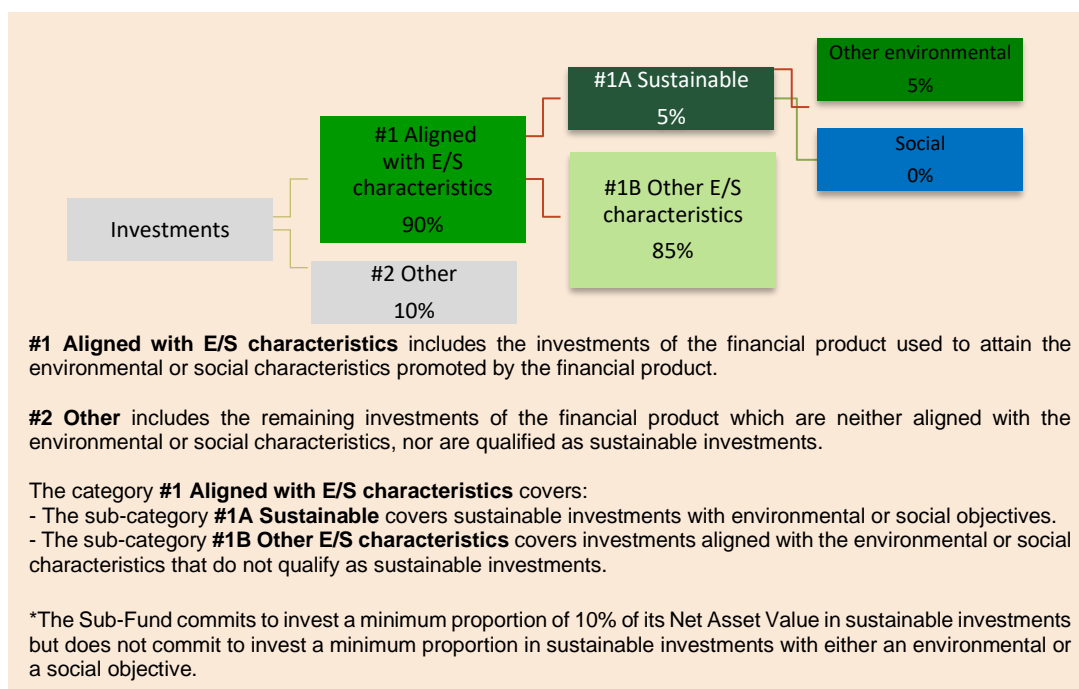 Investments
#1 Aligned
with E/S
characteristics
90%
#2 Other
10%
#1A Sustainable
5%
#1B Other E/S
characteristics
85%
Other environmental
5%
Social
0%
#1 Aligned with E/S characteristics includes the investments of the financial product used to attain the
environmental or social characteristics promoted by the financial product.
#2 Other includes the remaining investments of the financial product which are neither aligned with the
environmental or social characteristics, nor are qualified as sustainable investments.
The category #1 Aligned with E/S characteristics covers:
- The sub-category #1A Sustainable covers sustainable investments with environmental or social objectives.
- The sub-category #1B Other E/S characteristics covers investments aligned with the environmental or social
characteristics that do not qualify as sustainable investments.
*The Sub-Fund commits to invest a minimum proportion of 10% of its Net Asset Value in sustainable investments
but does not commit to invest a minimum proportion in sustainable investments with either an environmental or
a social objective.